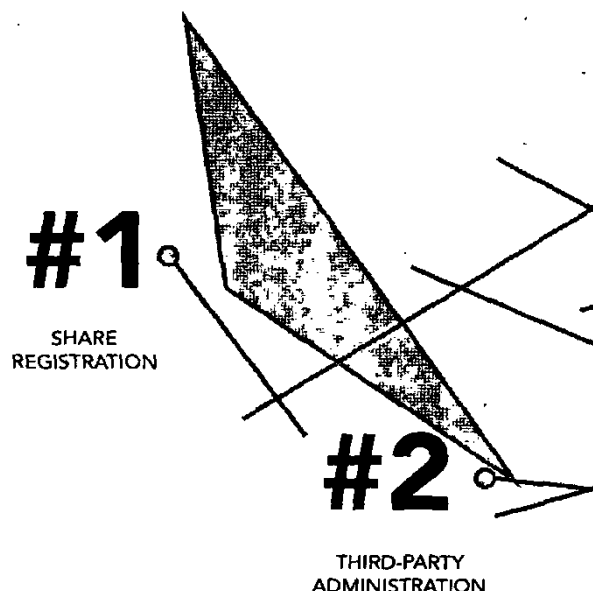 #1
SHARE
REGISTRATION
#2
THIRD-PARTY
ADMINISTRATION